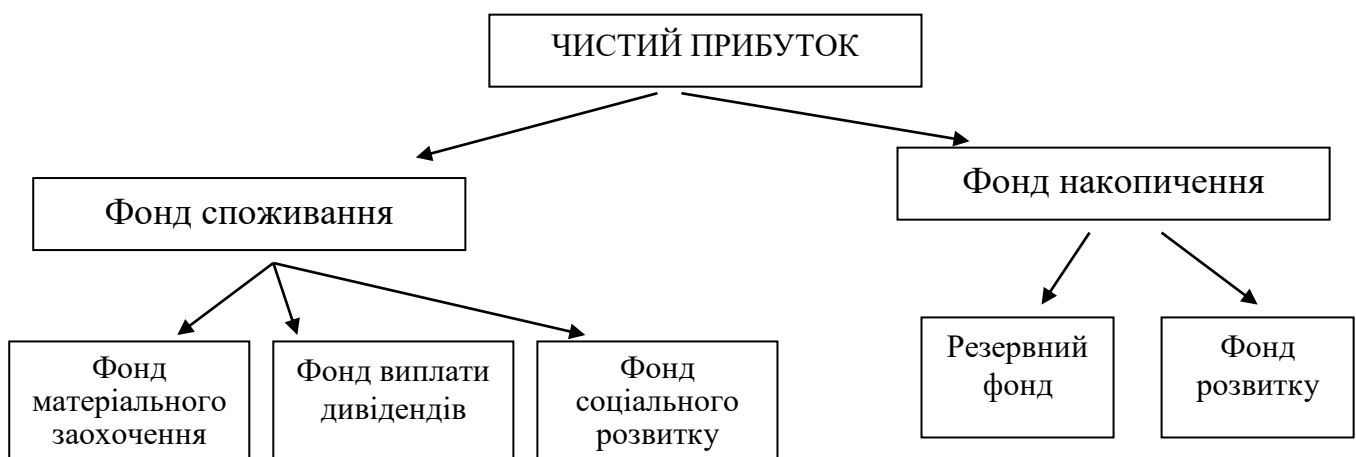 ЧИСТИЙ ПРИБУТОК
Фонд споживання
Фонд накопичення
Фонд
матеріального
заохочення
Фонд виплати
дивідендів
Фонд
соціального
розвитку
Резервний
фонд
Фонд
розвитку